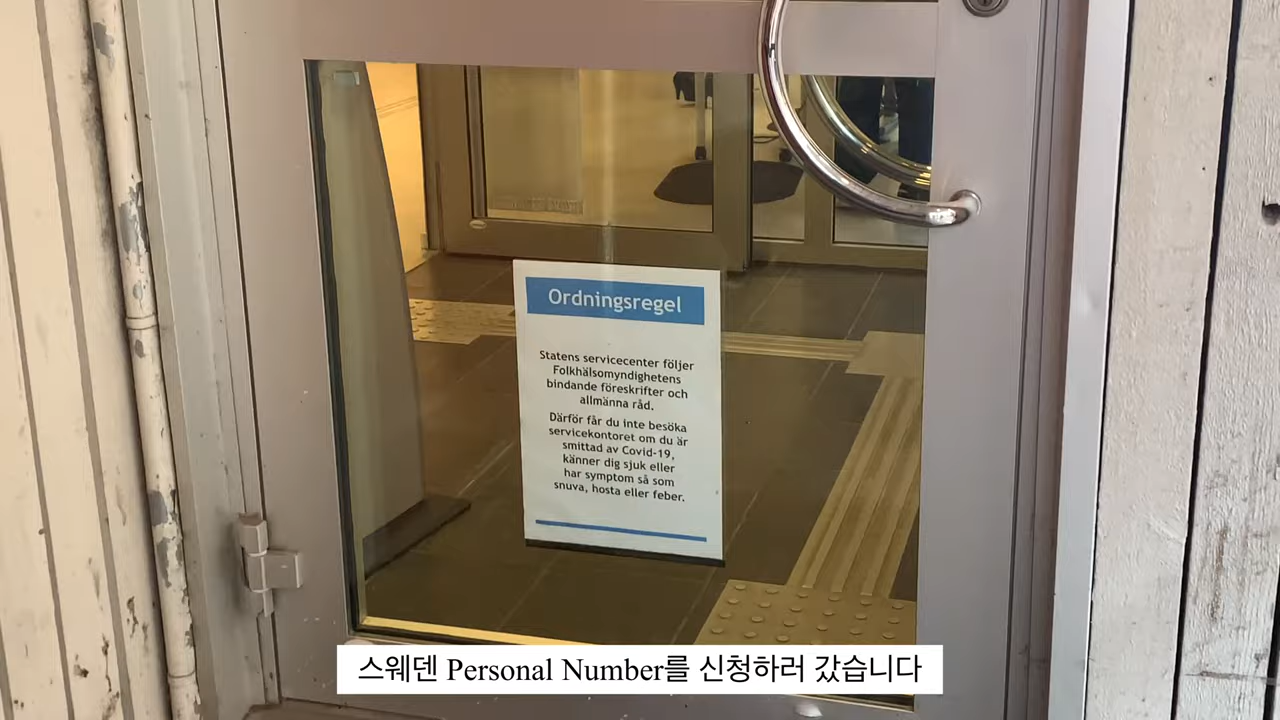 Ordningsregel
Statens servicecenter följer
Folkhälsomyndighetens
bindande föreskrifter och
allmänna råd.
Därför får du inte besöka
servicekontoret om du är
smittad av Covid-19,
känner dig sjuk eller
har symptom så som
snuva, hosta eller feber.
스웨덴 Personal Number를 신청하러 갔습니다